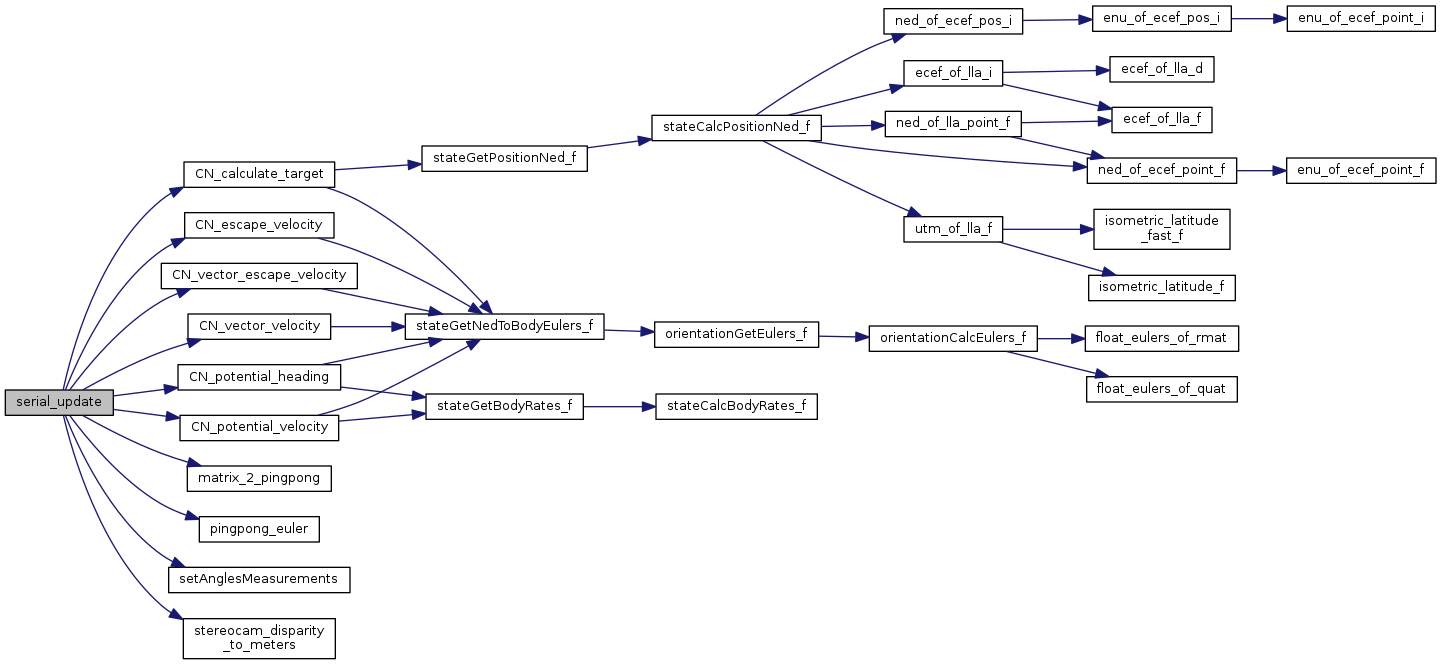 serial_update
CN_calculate_target
CN_escape_velocity
CN_vector_escape_velocity
CN_vector_velocity
CN_potential_heading
CN_potential_velocity
matrix_2_pingpong
pingpong_euler
setAnglesMeasurements
stereocam_disparity
_to_meters
stateGetPositionNed_f
stateGetNedToBodyEulers_f
stateGetBodyRates_f
stateCalcPositionNed_f
orientationGetEulers_f
stateCalcBodyRates_f
ned_of_ecef_pos_i
ecef_of_lla_i
ned_of_lla_point_f
utm_of_lla_f
orientationCalcEulers_f
enu_of_ecef_pos_i
ecef_of_lla_d
ecef_of_lla_f
ned_of_ecef_point_f
isometric_latitude
_fast_f
isometric_latitude_f
float_eulers_of_rmat
float_eulers_of_quat
enu_of_ecef_point_i
enu_of_ecef_point_f